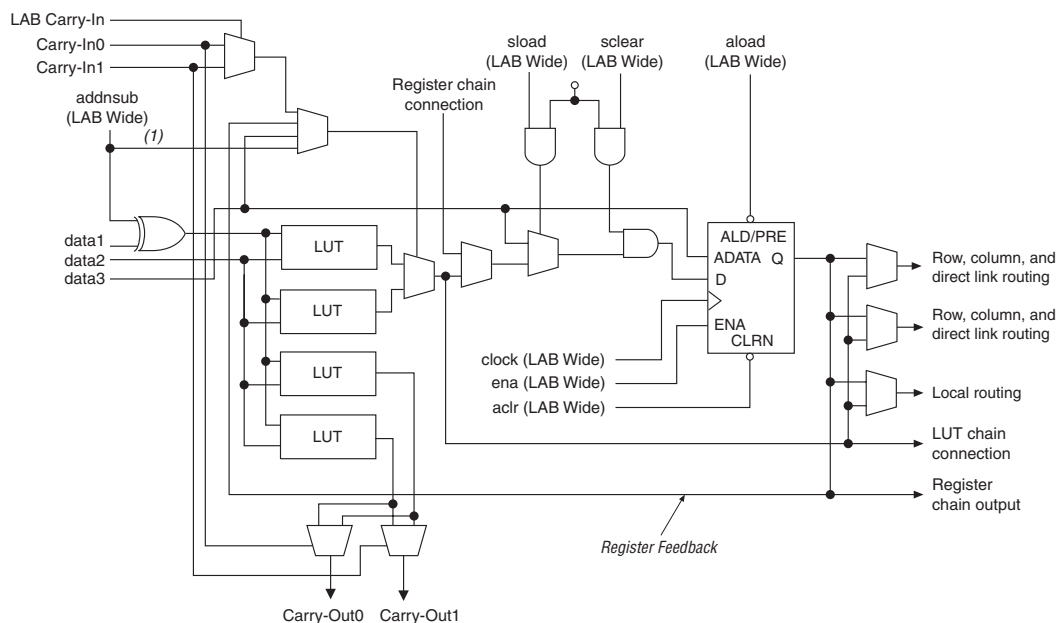 LAB Carry-In
Carry-In0
Carry-In1
addnsub
(LAB Wide)
(1)
Register chain
connection
sload
(LAB Wide)
sclear
(LAB Wide)
aload
(LAB Wide)
data1
data2
data3
LUT
LUT
LUT
LUT
ALD/PRE
ADATA
Q
D
ENA
CLRN
clock (LAB Wide)
ena (LAB Wide)
aclr (LAB Wide)
Row, column, and
direct link routing
Row, column, and
direct link routing
Local routing
LUT chain
connection
Register
chain output
Register Feedback
Carry-Out0
Carry-Out1